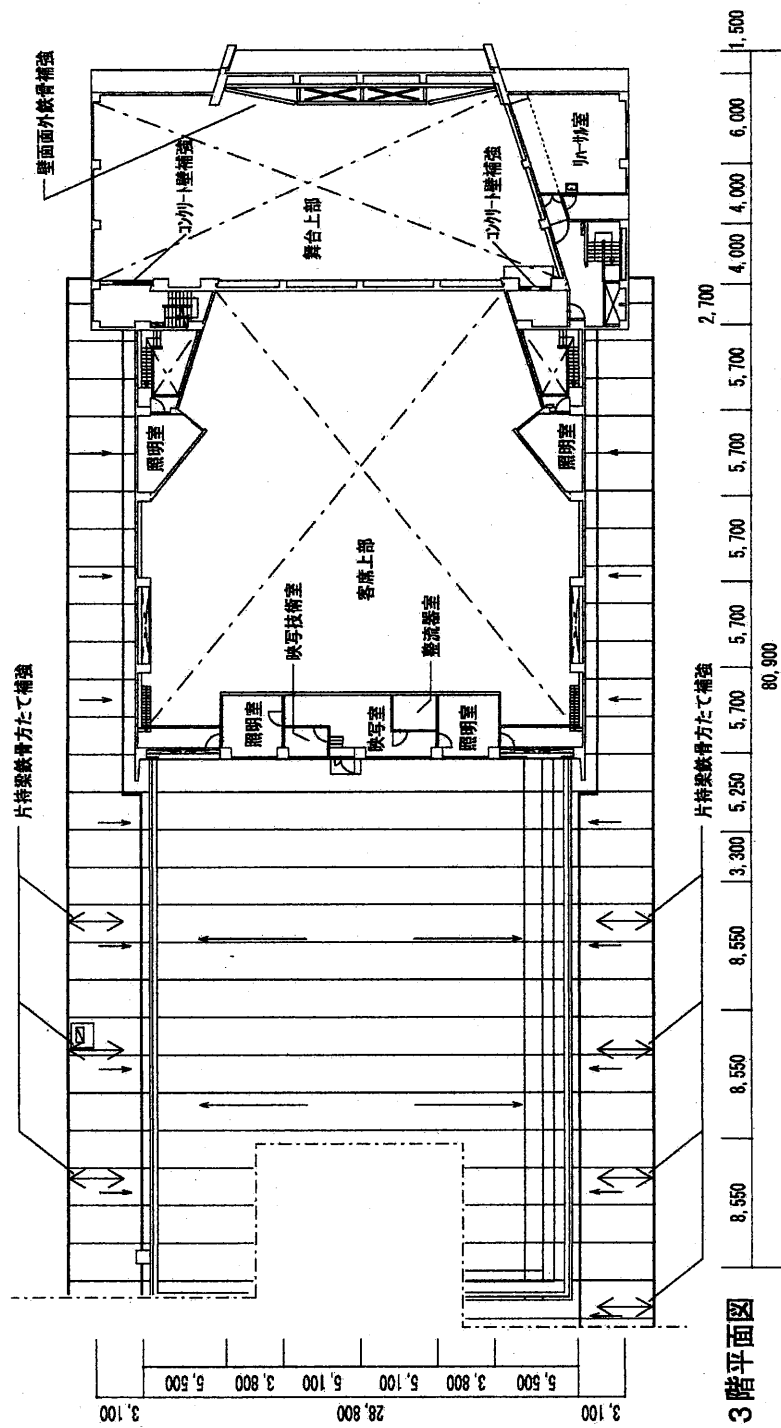 3階平面図
片持梁鉄骨方たて補強
片持梁鉄骨方たて補強
壁面面外鉄骨補強
コンクリート壁補強
コンクリート壁補強
舞台上部
リハーサル室
照明室
照明室
客席上部
映写技術室
整流器室
照明室
映写室
照明室
8,550
8,550
8,550
3,300
5,250
5,700
5,700
5,700
5,700
5,700
2,700
4,000
4,000
6,000
1,500
80,900
3,100
5,500
3,800
5,100
5,100
3,800
5,500
3,100
28,800